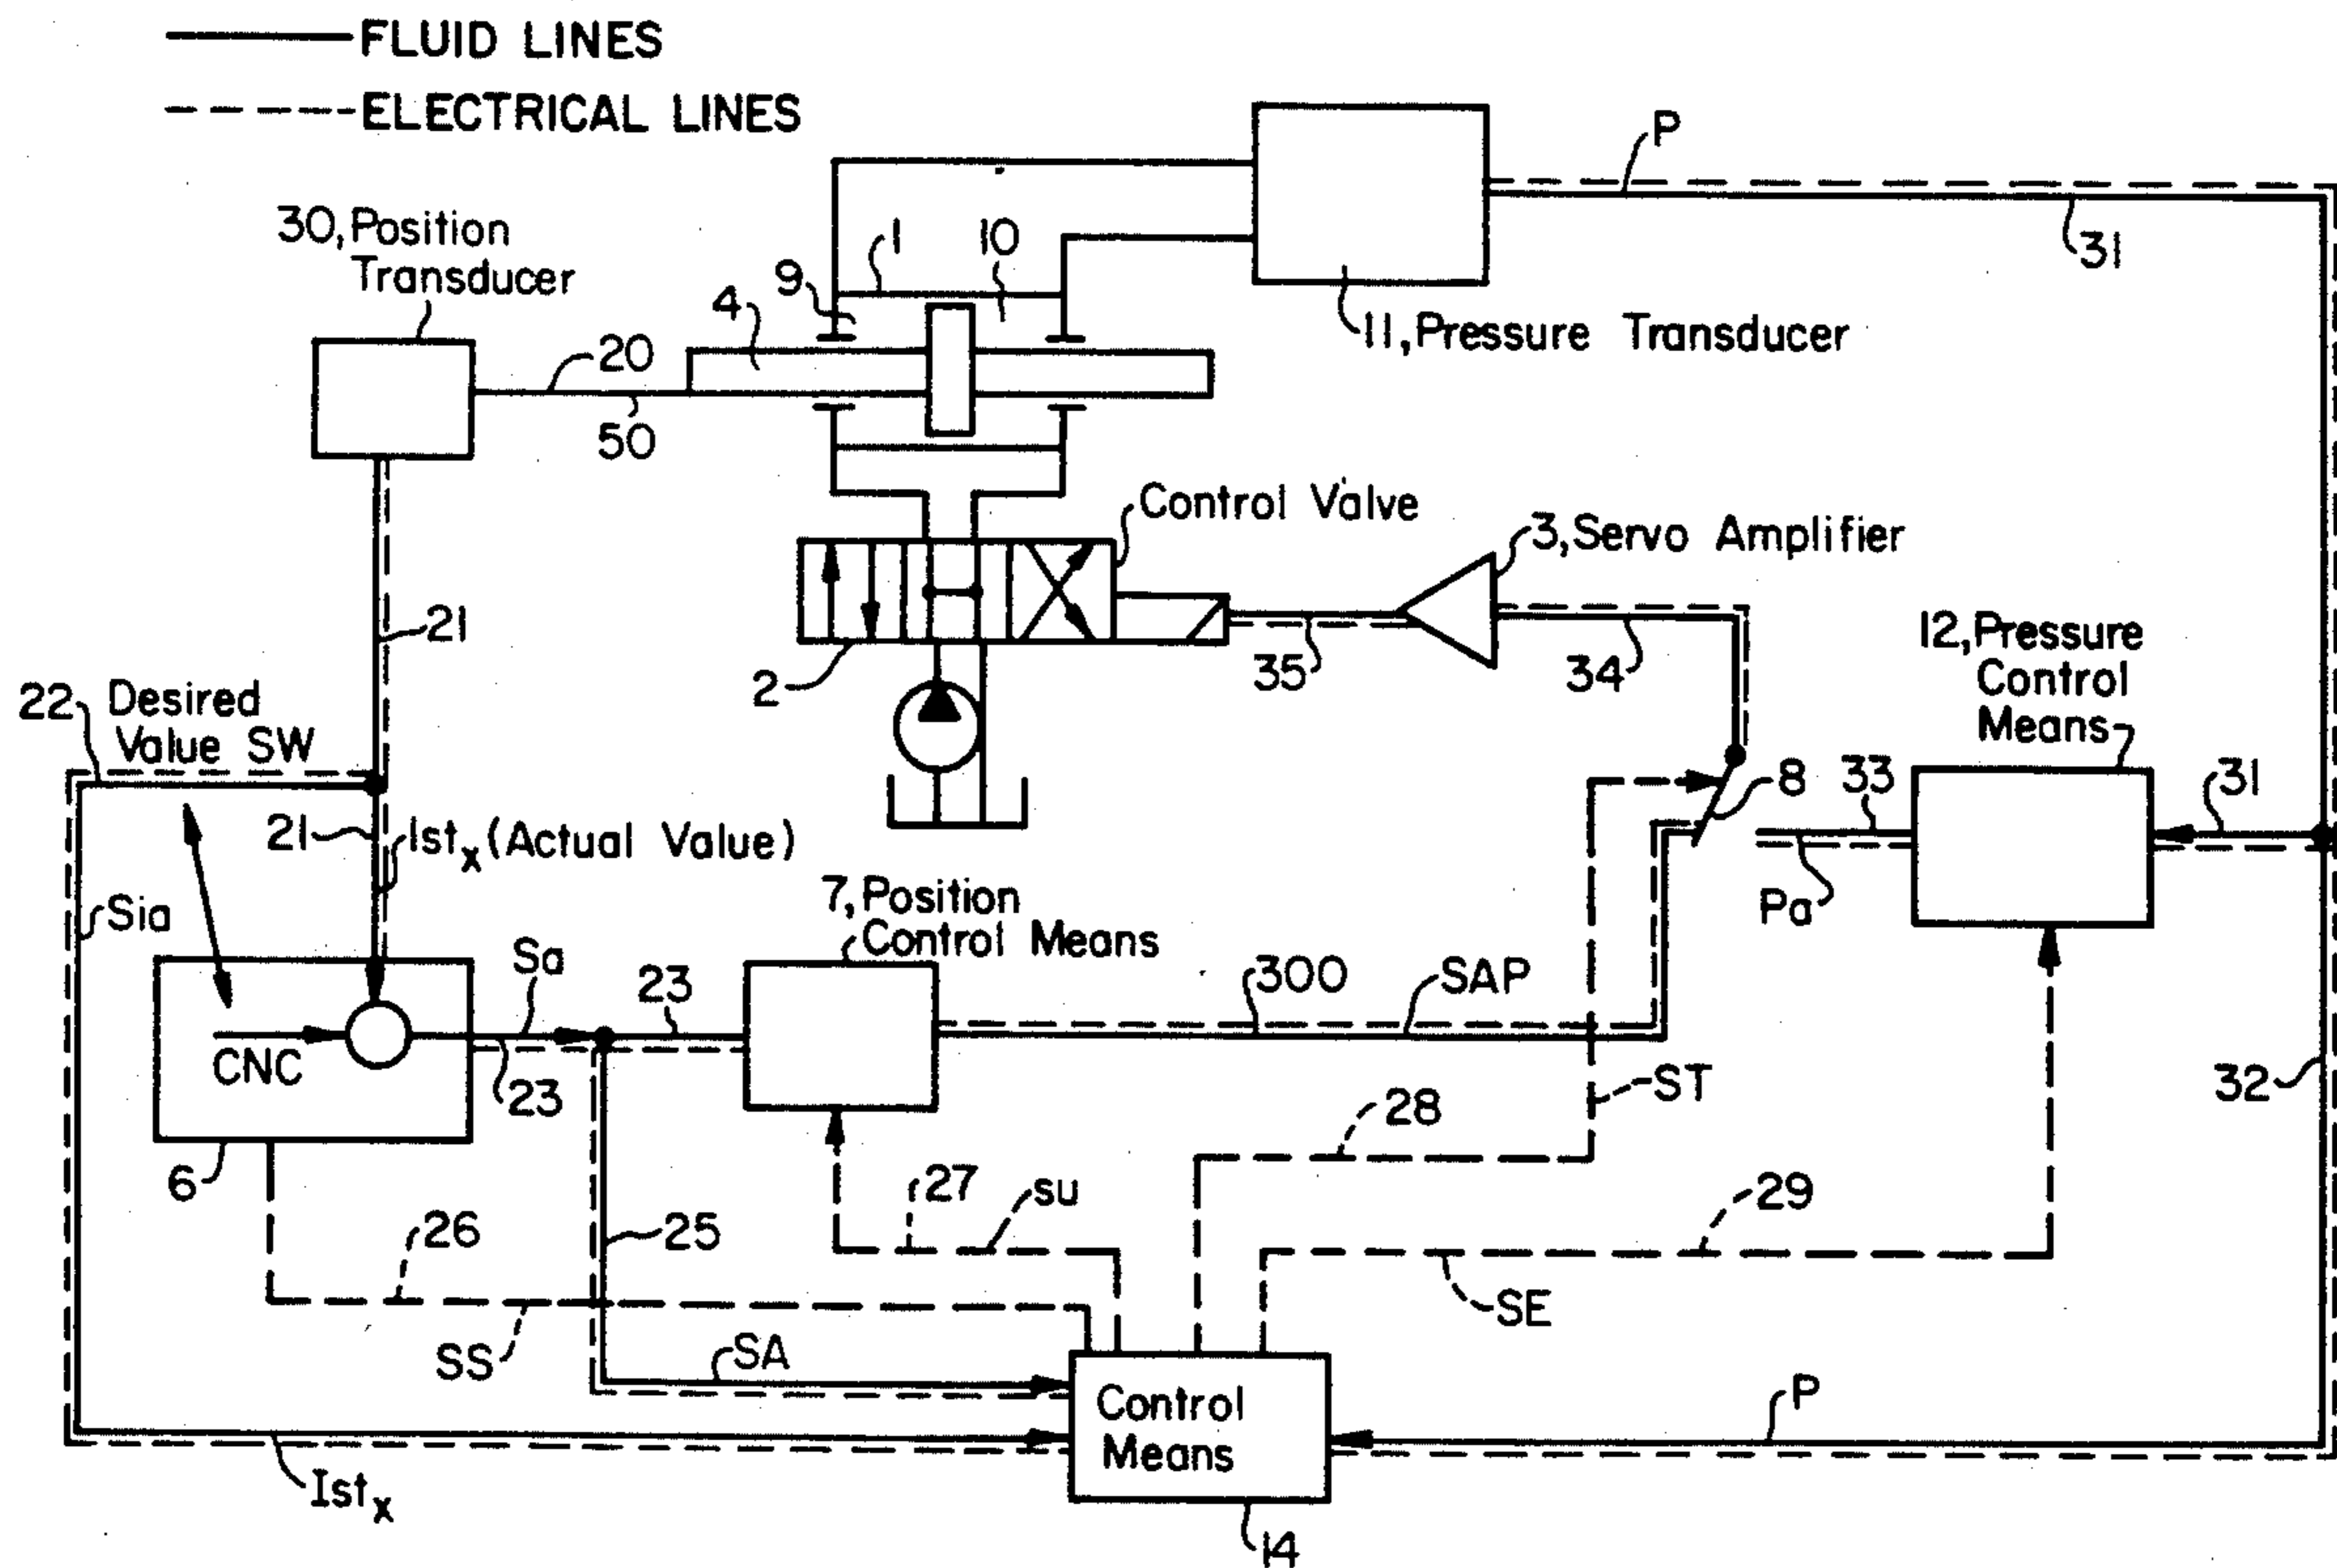 FLUID LINES
ELECTRICAL LINES
P
30, Position
Transducer
1
10
9
4
31
11, Pressure Transducer
20
50
Control Valve
3, Servo Amplifier
21
12, Pressure
Control
Means
35
34
2
22
Desired
Value SW
8
33
31
21
Istx (Actual Value)
7, Position
Control Means
Pa
Sia
Sa
23
300
SAP
CNC
23
ST
32
28
6
27
su
29
26
25
SE
SS
SA
Control
Means
P
Istx
14